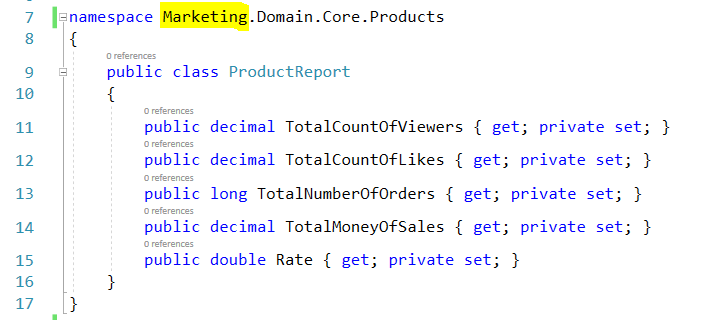 7 namespace Marketing.Domain.Core.Products
8 {
0 references
9 public class ProductReport
10 {
0 references
11 public decimal TotalCountOfViewers { get; private set; }
0 references
12 public decimal TotalCountOfLikes { get; private set; }
0 references
13 public long TotalNumberOfOrders { get; private set; }
0 references
14 public decimal TotalMoneyOfSales { get; private set; }
0 references
15 public double Rate { get; private set; }
16 }
17 }